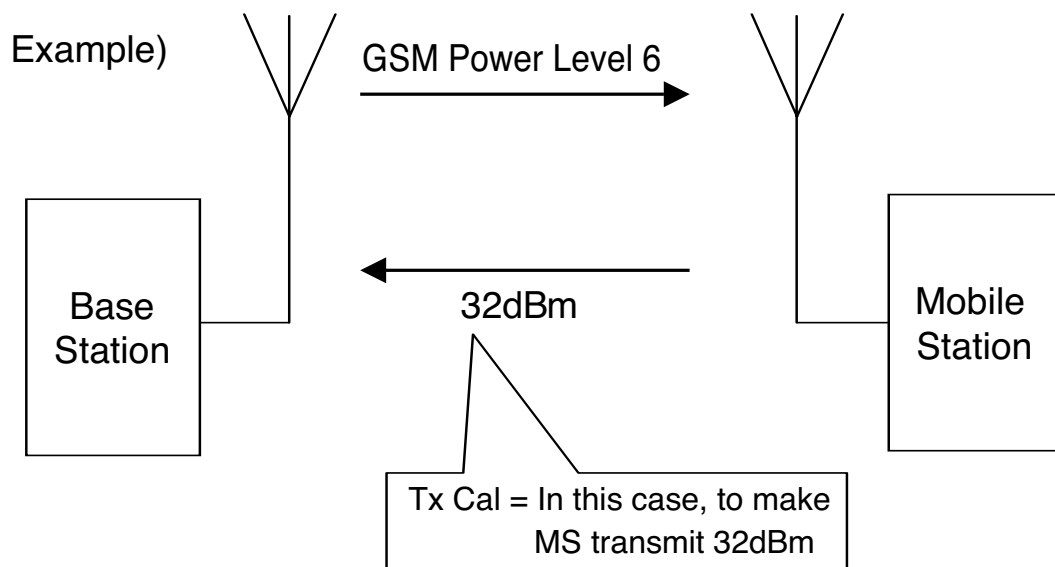 Example)
GSM Power Level 6
Base
Station
32dBm
Mobile
Station
Tx Cal = In this case, to make
MS transmit 32dBm